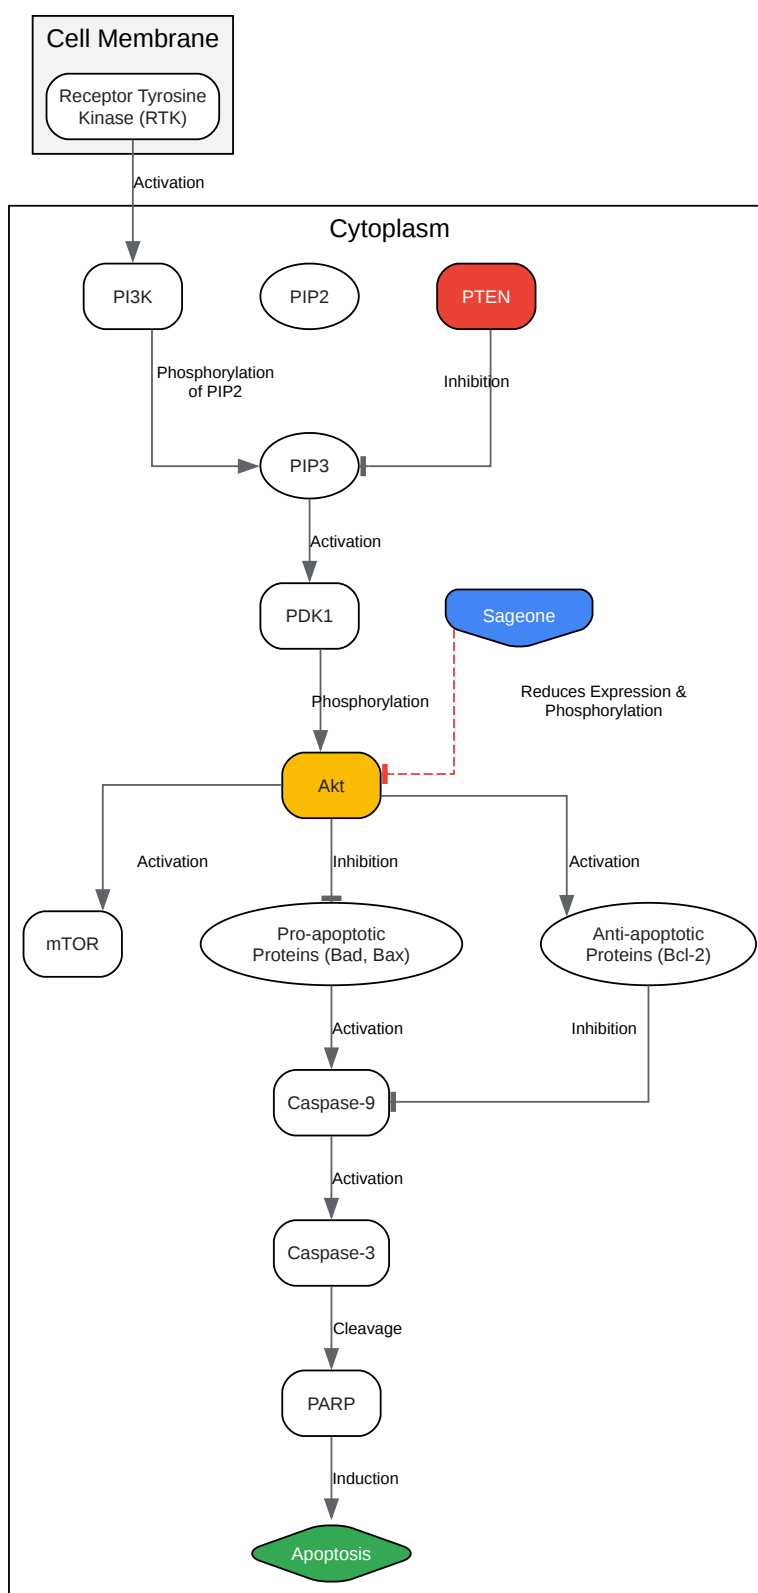 Cell Membrane
Receptor Tyrosine
Kinase (RTK)
Activation
Cytoplasm
PI3K
PIP2
PTEN
Phosphorylation
of PIP2
Inhibition
PIP3
Activation
PDK1
Sageone
Phosphorylation
Reduces Expression &
Phosphorylation
Akt
Activation
Inhibition
Activation
mTOR
Pro-apoptotic
Proteins (Bad, Bax)
Anti-apoptotic
Proteins (Bcl-2)
Activation
Inhibition
Caspase-9
Activation
Caspase-3
Cleavage
PARP
Induction
Apoptosis